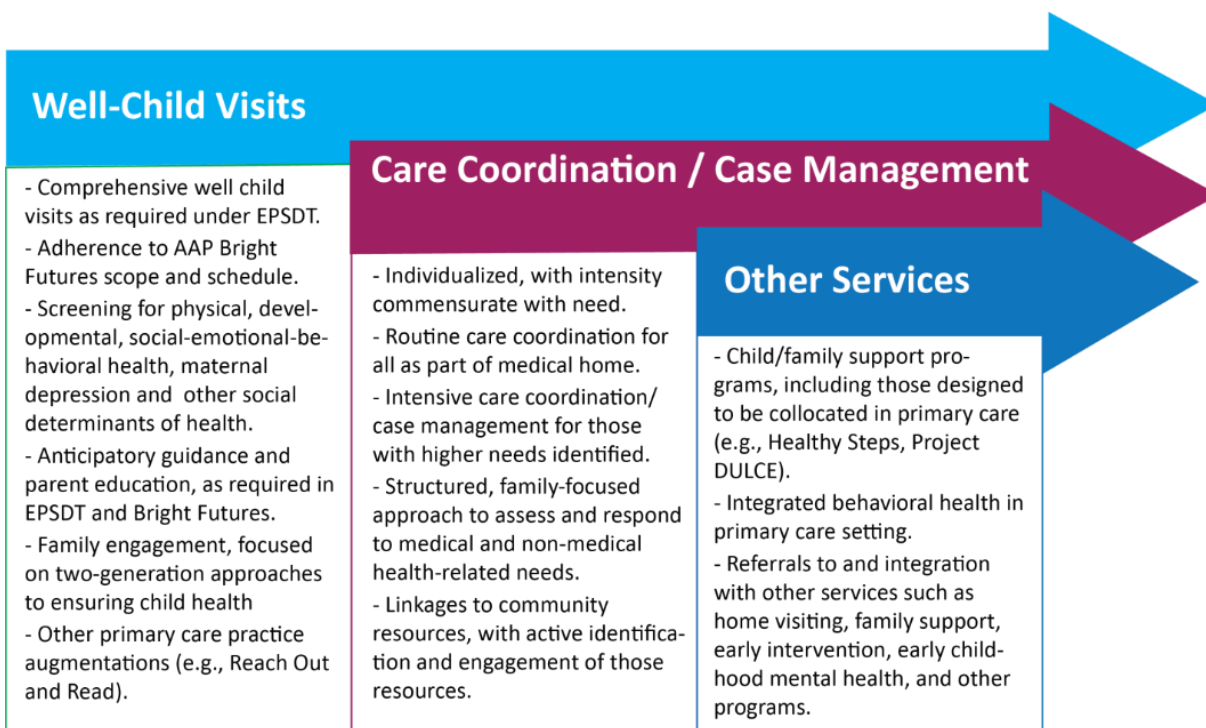 Well-Child Visits
- Comprehensive well child
visits as required under EPSDT.
- Adherence to AAP Bright
Futures scope and schedule.
- Screening for physical, devel-
opmental, social-emotional-be-
havioral health, maternal
depression and other social
determinants of health.
- Anticipatory guidance and
parent education, as required in
EPSDT and Bright Futures.
- Family engagement, focused
on two-generation approaches
to ensuring child health
- Other primary care practice
augmentations (e.g., Reach Out
and Read).
Care Coordination / Case Management
- Individualized, with intensity
commensurate with need.
- Routine care coordination for
all as part of medical home.
- Intensive care coordination/
case management for those
with higher needs identified.
- Structured, family-focused
approach to assess and respond
to medical and non-medical
health-related needs.
- Linkages to community
resources, with active identifica-
tion and engagement of those
resources.
Other Services
- Child/family support pro-
grams, including those designed
to be collocated in primary care
(e.g., Healthy Steps, Project
DULCE).
- Integrated behavioral health in
primary care setting.
- Referrals to and integration
with other services such as
home visiting, family support,
early intervention, early child-
hood mental health, and other
programs.